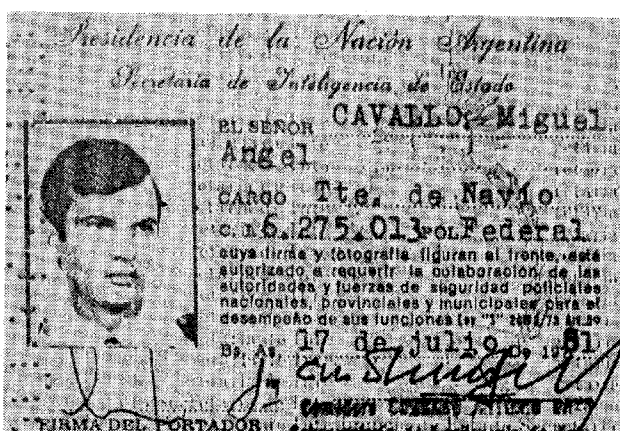 Presidencia de la Nación Argentina
Secretaría de Inteligencia de Estado
EL SEÑOR CAVALLO, Miguel
Angel
CARGO Tte. de Navío
C. I. 6.275.013 POL Federal
cuya firma y fotografía figuran al frente, está
autorizado a requerir la colaboración de las
autoridades y fuerzas de seguridad policiales
nacionales, provinciales y municipales para el
desempeño de sus funciones
Bs. As. 17 de julio DE 1981
FIRMA DEL PORTADOR